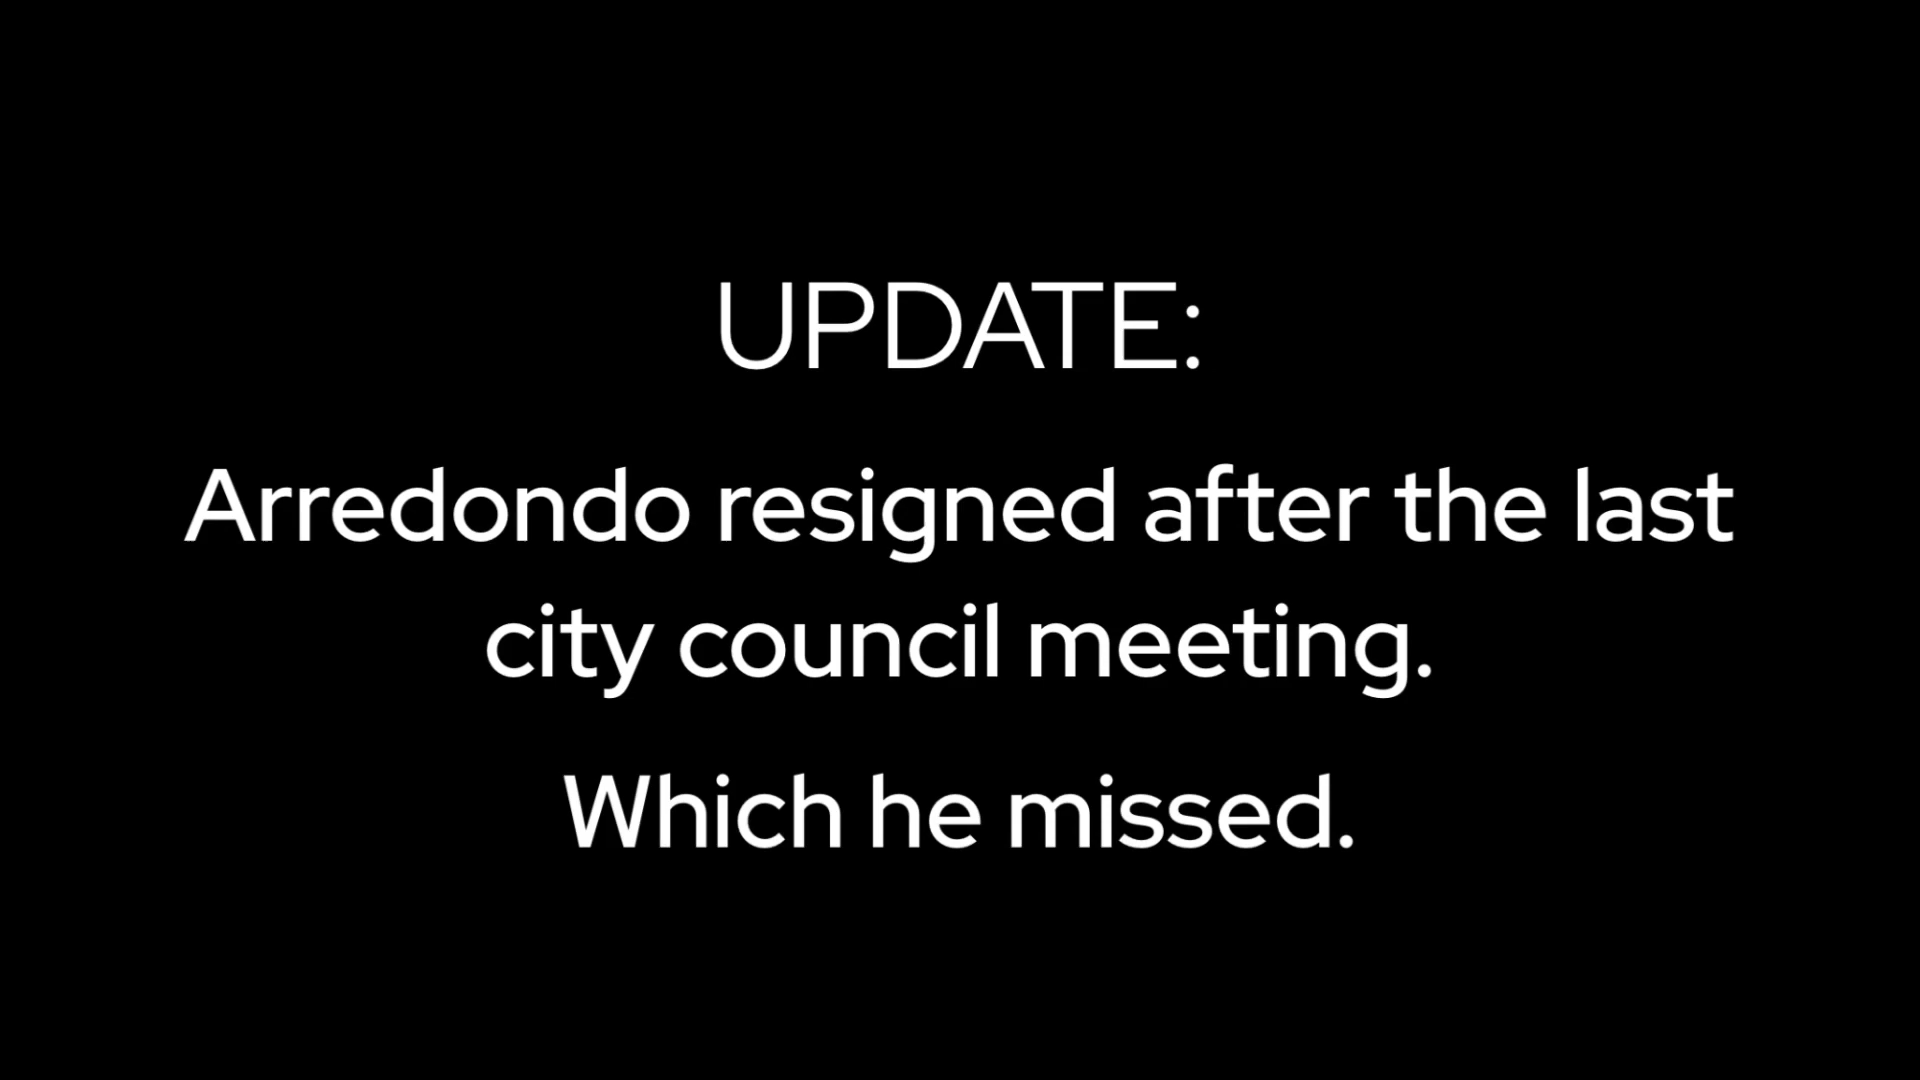 UPDATE:
Arredondo resigned after the last
city council meeting.
Which he missed.